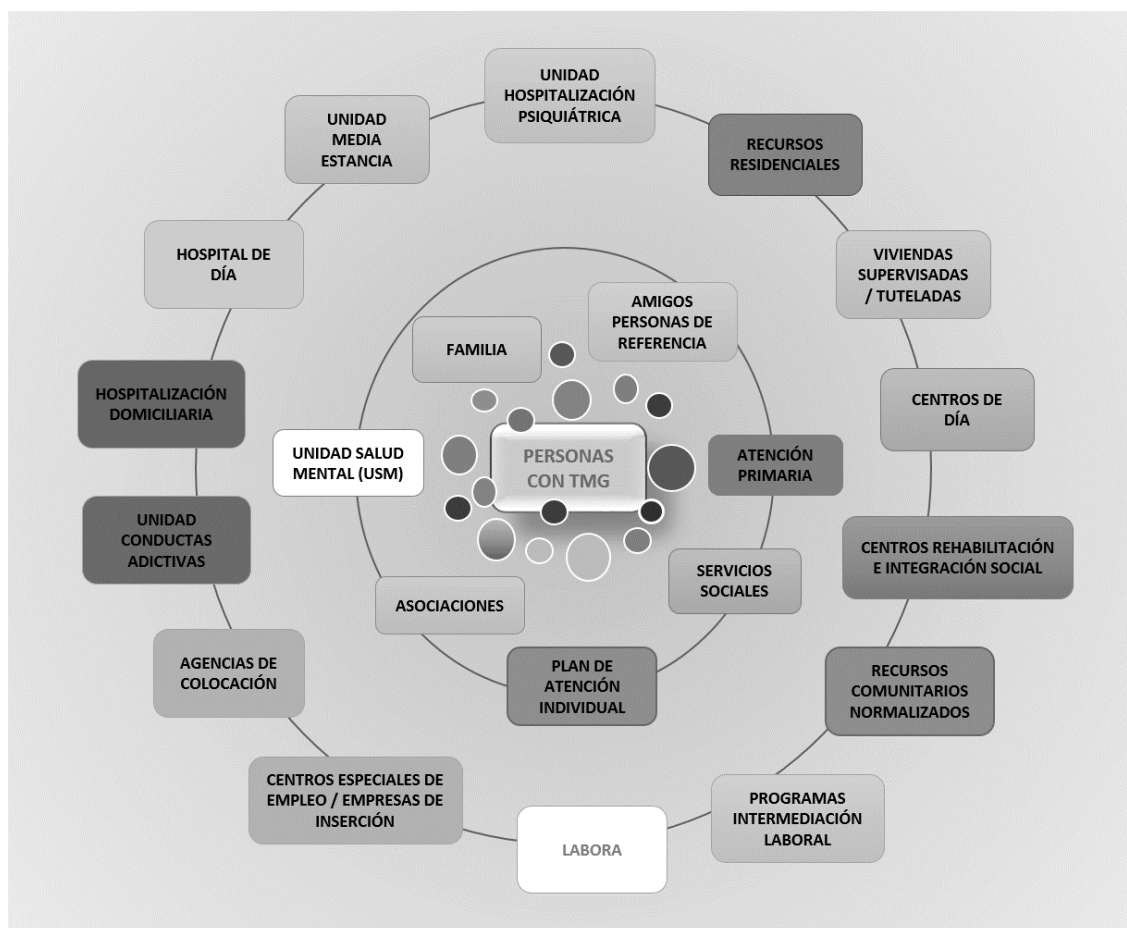 UNIDAD
HOSPITALIZACIÓN
PSIQUIÁTRICA
UNIDAD
MEDIA
ESTANCIA
RECURSOS
RESIDENCIALES
HOSPITAL DE
DÍA
VIVIENDAS
SUPERVISADAS
/ TUTELADAS
AMIGOS
PERSONAS DE
REFERENCIA
FAMILIA
HOSPITALIZACIÓN
DOMICILIARIA
CENTROS DE
DÍA
UNIDAD SALUD
MENTAL (USM)
PERSONAS
CON TMG
ATENCIÓN
PRIMARIA
UNIDAD
CONDUCTAS
ADICTIVAS
CENTROS REHABILITACIÓN
E INTEGRACIÓN SOCIAL
SERVICIOS
SOCIALES
ASOCIACIONES
AGENCIAS DE
COLOCACIÓN
PLAN DE
ATENCIÓN
INDIVIDUAL
RECURSOS
COMUNITARIOS
NORMALIZADOS
CENTROS ESPECIALES DE
EMPLEO / EMPRESAS DE
INSERCIÓN
LABORA
PROGRAMAS
INTERMEDIACIÓN
LABORAL